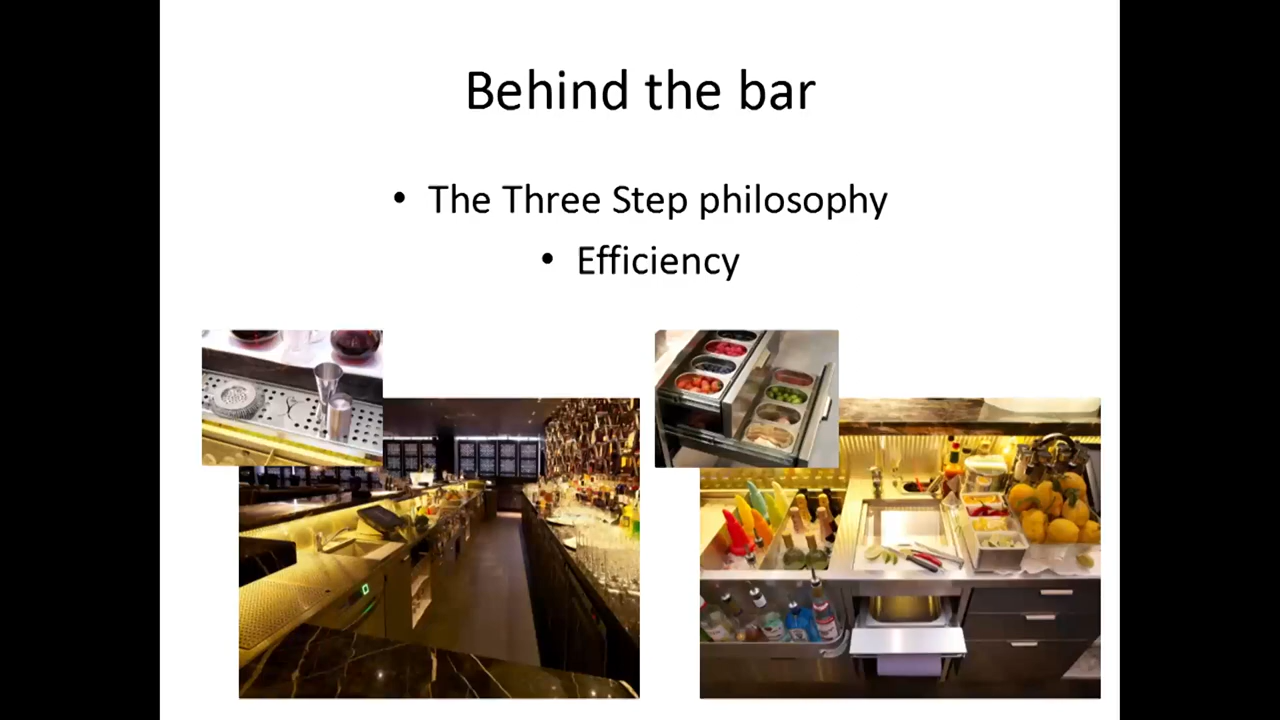 Behind the bar
• The Three Step philosophy
• Efficiency